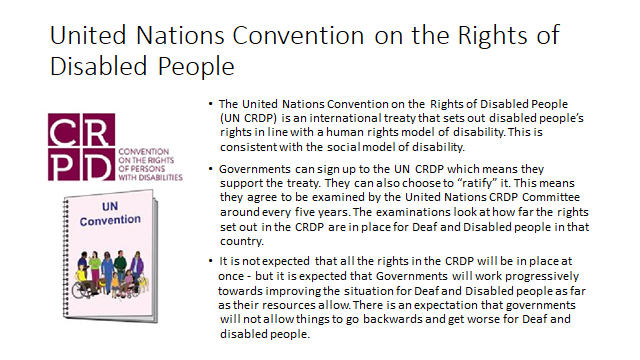 United Nations Convention on the Rights of
Disabled People
CR
PD
CONVENTION
ON THE RIGHTS
OF PERSONS
WITH DISABILITIES
UN
Convention
• The United Nations Convention on the Rights of Disabled People
(UN CRDP) is an international treaty that sets out disabled people's
rights in line with a human rights model of disability. This is
consistent with the social model of disability.
• Governments can sign up to the UN CRDP which means they
support the treaty. They can also choose to “ratify” it. This means
they agree to be examined by the United Nations CRDP Committee
around every five years. The examinations look at how far the rights
set out in the CRDP are in place for Deaf and Disabled people in that
country.
• It is not expected that all the rights in the CRDP will be in place at
once - but it is expected that Governments will work progressively
towards improving the situation for Deaf and Disabled people as far
as their resources allow. There is an expectation that governments
will not allow things to go backwards and get worse for Deaf and
disabled people.